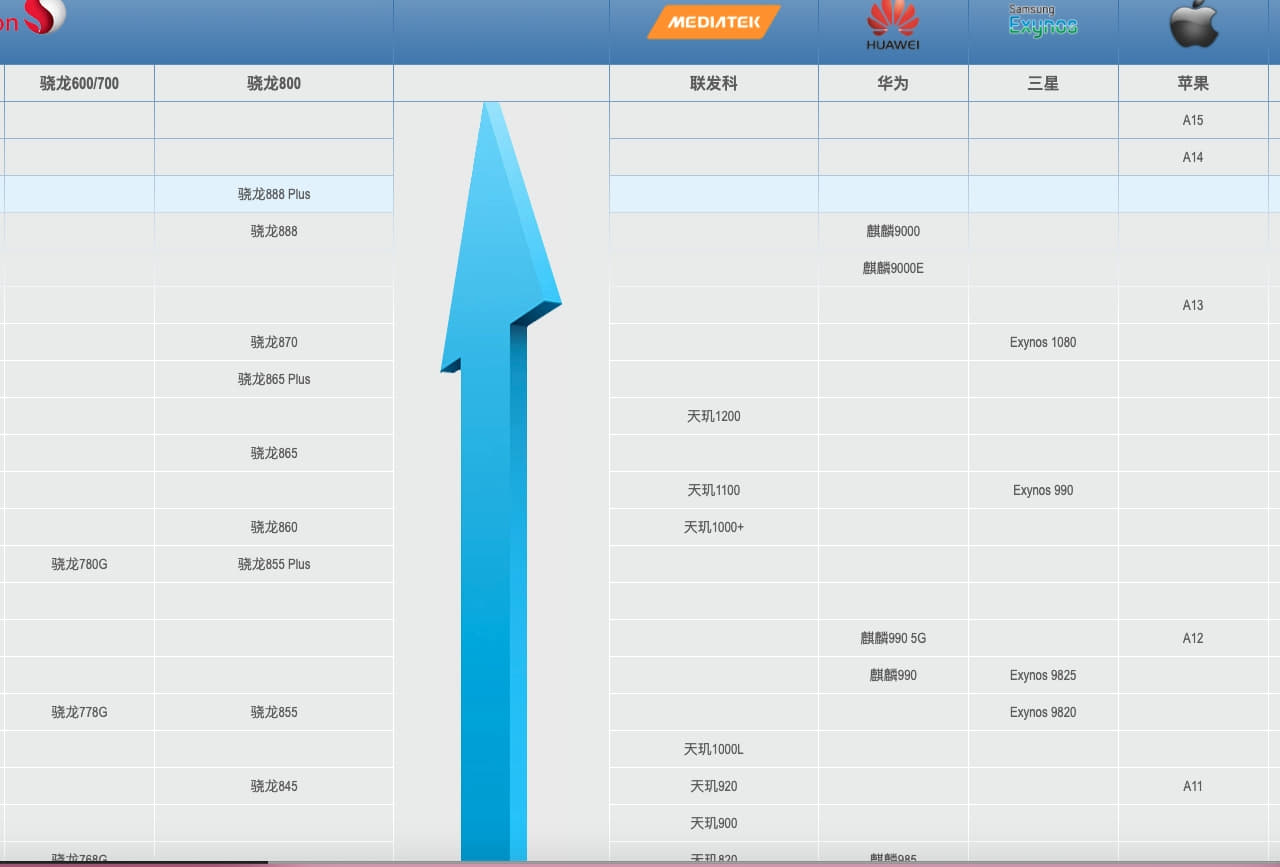 on MEDIATEK HUAWEI Samsung Exynos
骁龙600/700 骁龙800 联发科 华为 三星 苹果
A15
A14
骁龙888 Plus
骁龙888 麒麟9000
麒麟9000E
A13
骁龙870 Exynos 1080
骁龙865 Plus
天玑1200
骁龙865
天玑1100 Exynos 990
骁龙860 天玑1000+
骁龙780G 骁龙855 Plus
麒麟990 5G A12
麒麟990 Exynos 9825
骁龙778G 骁龙855 Exynos 9820
天玑1000L
骁龙845 天玑920 A11
天玑900
骁龙768G 天玑820 麒麟985